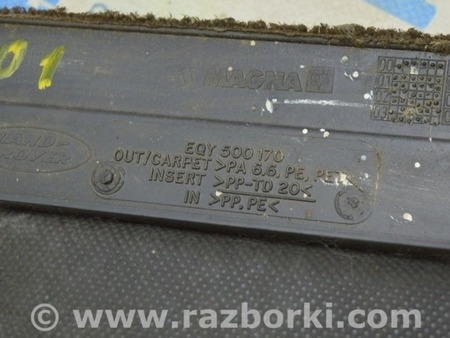 01
MAGNA
LAND-
ROVER
EQY 500170
OUT/CARPET >PA 6.6, PE, PET<
INSERT >PP-TD 20<
IN >PP, PE<
© www.razborki.com